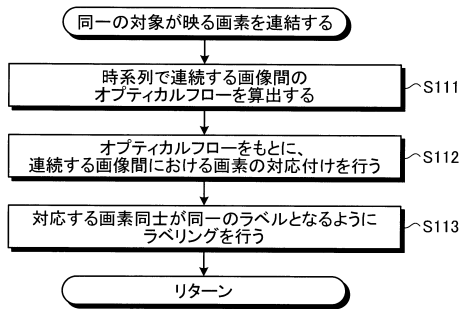 同一の対象が映る画素を連結する
時系列で連続する画像間の
オプティカルフローを算出する
S111
オプティカルフローをもとに、
連続する画像間における画素の対応付けを行う
S112
対応する画素同士が同一のラベルとなるように
ラベリングを行う
S113
リターン